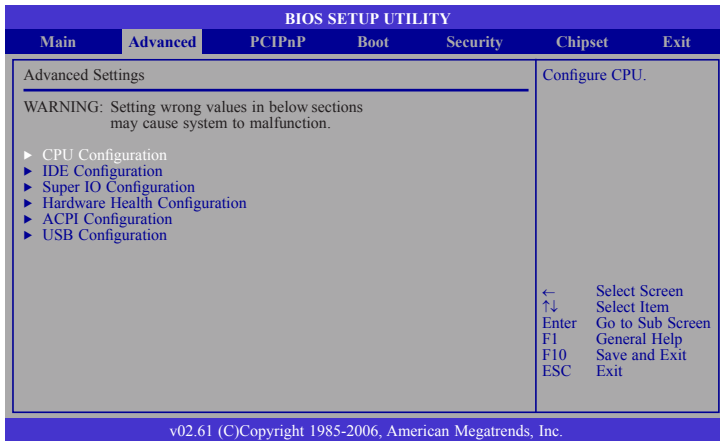 BIOS SETUP UTILITY
Main Advanced PCIPnP Boot Security Chipset Exit
Advanced Settings
WARNING: Setting wrong values in below sections
may cause system to malfunction.
► CPU Configuration
► IDE Configuration
► Super IO Configuration
► Hardware Health Configuration
► ACPI Configuration
► USB Configuration
Configure CPU.
← Select Screen
↑↓ Select Item
Enter Go to Sub Screen
F1 General Help
F10 Save and Exit
ESC Exit
v02.61 (C)Copyright 1985-2006, American Megatrends, Inc.